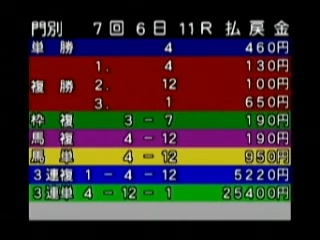 門別 7回 6日 11R 払戻金
単勝 4 460円
複勝 1. 4 130円
2. 12 100円
3. 1 650円
枠複 3-7 190円
馬複 4-12 190円
馬単 4-12 950円
3連複 1-4-12 5220円
3連単 4-12-1 25400円